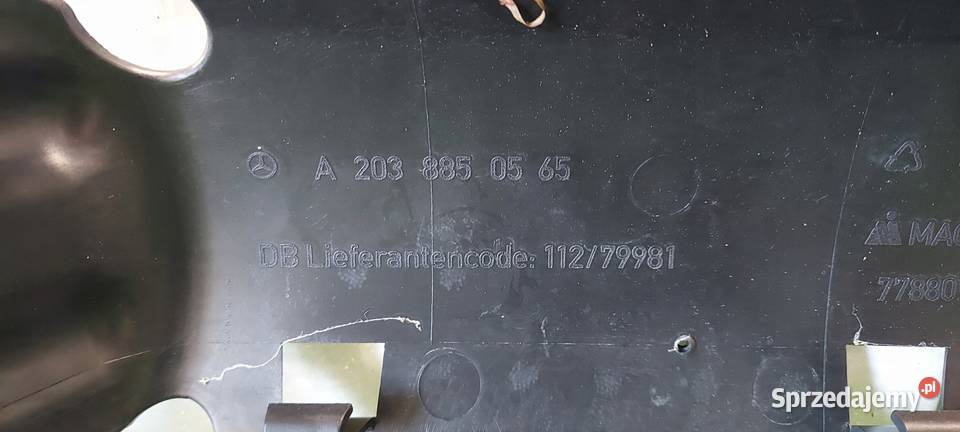 A 203 885 05 65
DB Lieferantencode: 112/79981
Sprzedajemy.pl